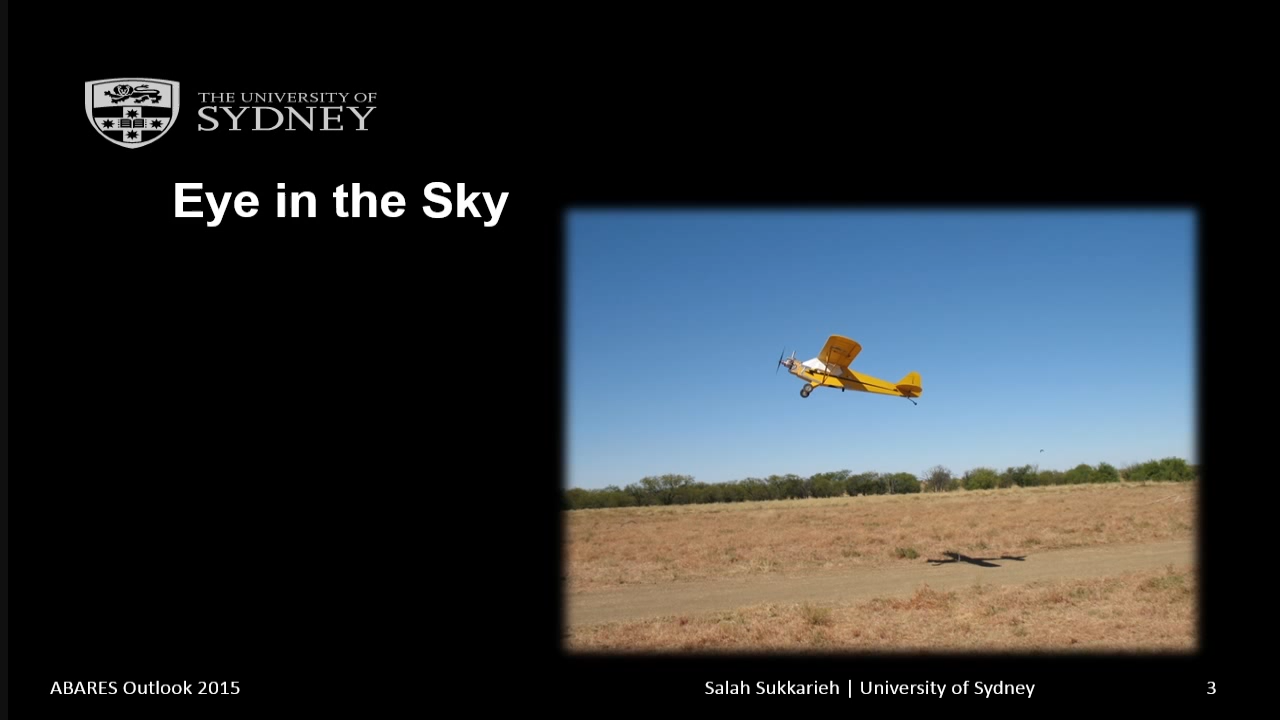 THE UNIVERSITY OF
SYDNEY
Eye in the Sky
ABARES Outlook 2015
Salah Sukkarieh | University of Sydney
3